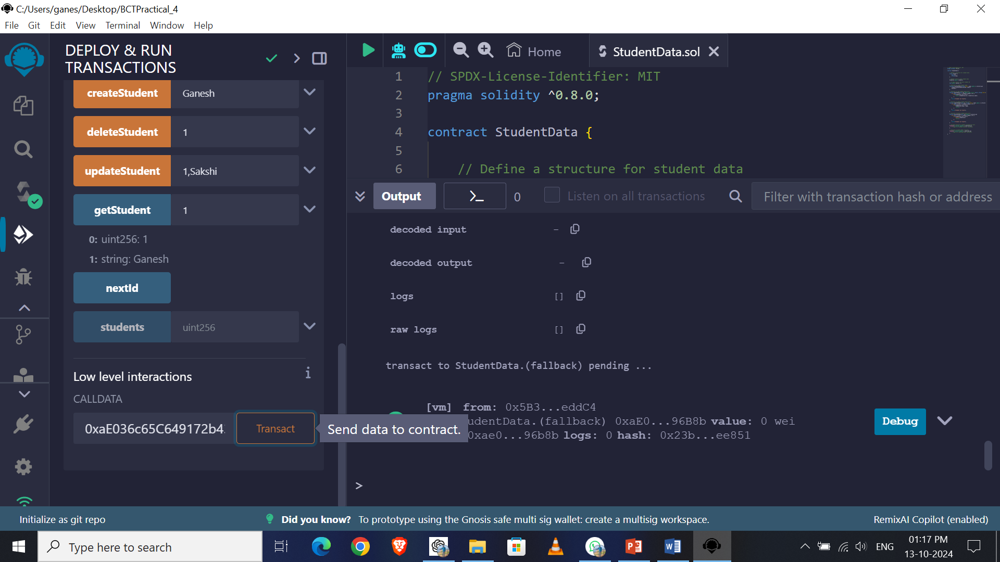 C:/Users/ganes/Desktop/BCTPractical_4
File Git Edit View Terminal Window Help
DEPLOY & RUN
TRANSACTIONS
createStudent Ganesh
deleteStudent 1
updateStudent 1,Sakshi
getStudent 1
0: uint256: 1
1: string: Ganesh
nextId
students uint256
Low level interactions i
CALLDATA
0xaE036c65C649172b4
Transact
Send data to contract.
Home
StudentData.sol
1 // SPDX-License-Identifier: MIT
2 pragma solidity ^0.8.0;
3
4 contract StudentData {
5
6 // Define a structure for student data
Output >_ 0 Listen on all transactions Filter with transaction hash or address
decoded input -
decoded output -
logs []
raw logs []
transact to StudentData.(fallback) pending ...
[vm] from: 0x5B3...eddC4
udentData.(fallback) 0xaE0...96B8b value: 0 wei
0xae0...96b8b logs: 0 hash: 0x23b...ee851
Debug
>
Initialize as git repo
Did you know? To prototype using the Gnosis safe multi sig wallet: create a multisig workspace.
RemixAI Copilot (enabled)
Type here to search
ENG
01:17 PM
13-10-2024